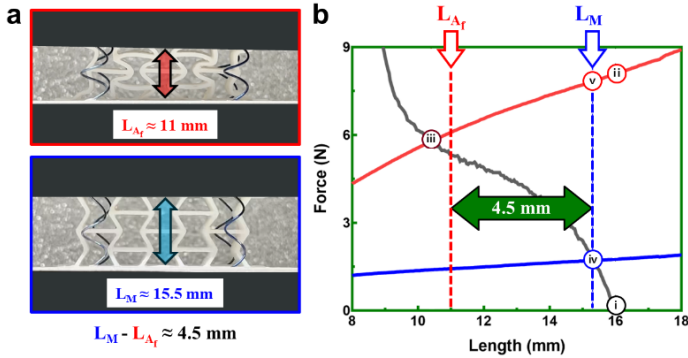 a
L_Af ≈ 11 mm
L_M ≈ 15.5 mm
L_M - L_Af ≈ 4.5 mm
b
L_Af
L_M
9
6
3
0
Force (N)
v
ii
iii
4.5 mm
iv
i
8 10 12 14 16 18
Length (mm)